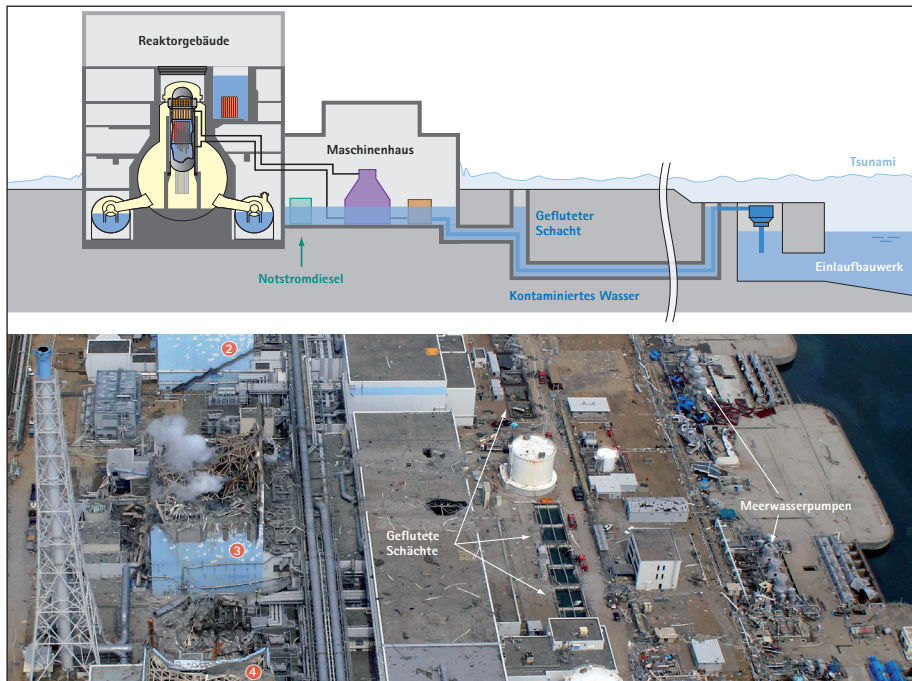 Reaktorgebäude
Maschinenhaus
Tsunami
Gefluteter
Schacht
Einlaufbauwerk
Notstromdiesel
Kontaminiertes Wasser
2
3
4
Geflutete
Schächte
Meerwasserpumpen